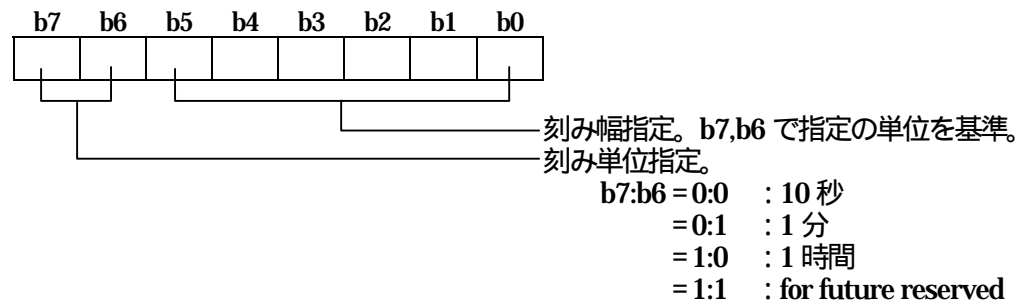 b7 b6 b5 b4 b3 b2 b1 b0
刻み幅指定。b7,b6 で指定の単位を基準。
刻み単位指定。
b7:b6 = 0:0 : 10 秒
= 0:1 : 1 分
= 1:0 : 1 時間
= 1:1 : for future reserved